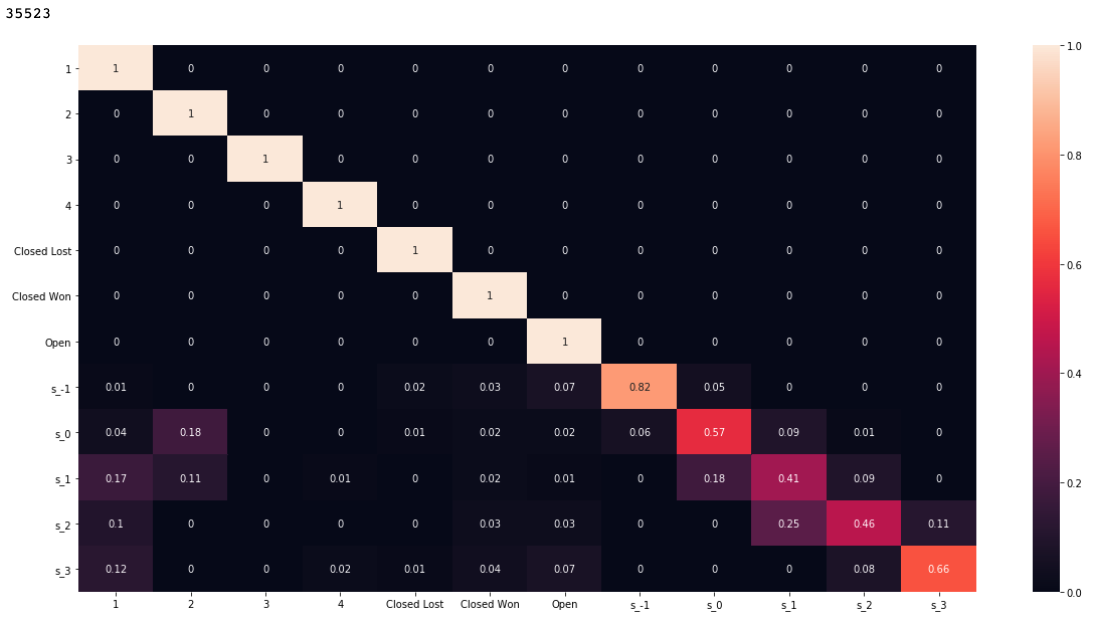 35523
1 1 0 0 0 0 0 0 0 0 0 0 0
2 0 1 0 0 0 0 0 0 0 0 0 0
3 0 0 1 0 0 0 0 0 0 0 0 0
4 0 0 0 1 0 0 0 0 0 0 0 0
Closed Lost 0 0 0 0 1 0 0 0 0 0 0 0
Closed Won 0 0 0 0 0 1 0 0 0 0 0 0
Open 0 0 0 0 0 0 1 0 0 0 0 0
s_-1 0.01 0 0 0 0.02 0.03 0.07 0.82 0.05 0 0 0
s_0 0.04 0.18 0 0 0.01 0.02 0.02 0.06 0.57 0.09 0.01 0
s_1 0.17 0.11 0 0.01 0 0.02 0.01 0 0.18 0.41 0.09 0
s_2 0.1 0 0 0 0 0.03 0.03 0 0 0.25 0.46 0.11
s_3 0.12 0 0 0.02 0.01 0.04 0.07 0 0 0 0.08 0.66
1 2 3 4 Closed Lost Closed Won Open s_-1 s_0 s_1 s_2 s_3
1.0
0.8
0.6
0.4
0.2
0.0